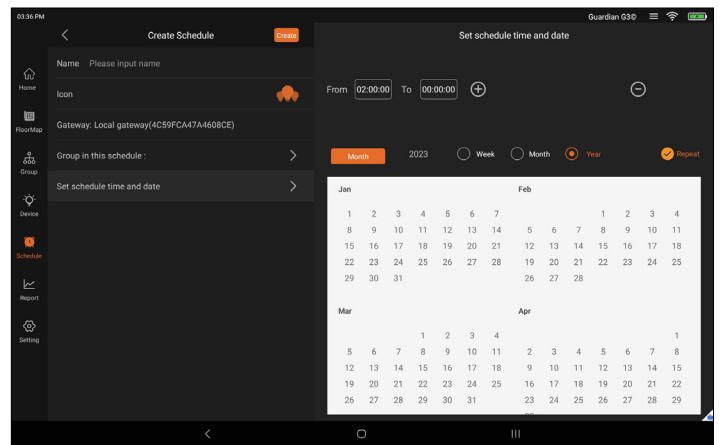 03:36 PM
Guardian G3©
Create Schedule
Create
Set schedule time and date
Home
FloorMap
Group
Device
Schedule
Report
Setting
Name Please input name
Icon
Gateway: Local gateway(4C59FCA47A4608CE)
Group in this schedule :
Set schedule time and date
From 02:00:00 To 00:00:00
Month 2023 Week Month Year Repeat
Jan
1 2 3 4 5 6 7
8 9 10 11 12 13 14
15 16 17 18 19 20 21
22 23 24 25 26 27 28
29 30 31
Feb
1 2 3 4
5 6 7 8 9 10 11
12 13 14 15 16 17 18
19 20 21 22 23 24 25
26 27 28
Mar
1 2 3 4
5 6 7 8 9 10 11
12 13 14 15 16 17 18
19 20 21 22 23 24 25
26 27 28 29 30 31
Apr
1
2 3 4 5 6 7 8
9 10 11 12 13 14 15
16 17 18 19 20 21 22
23 24 25 26 27 28 29